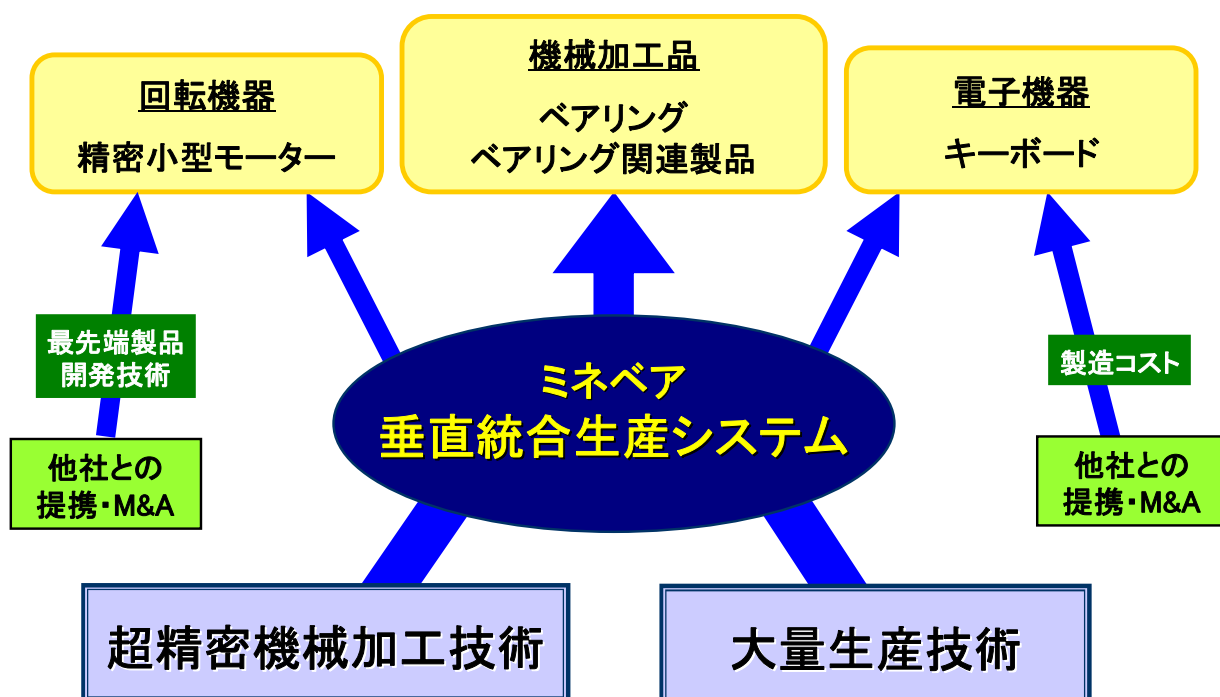 回転機器
精密小型モーター
機械加工品
ベアリング
ベアリング関連製品
電子機器
キーボード
最先端製品
開発技術
製造コスト
ミネベア
垂直統合生産システム
他社との
提携・M&A
他社との
提携・M&A
超精密機械加工技術
大量生産技術